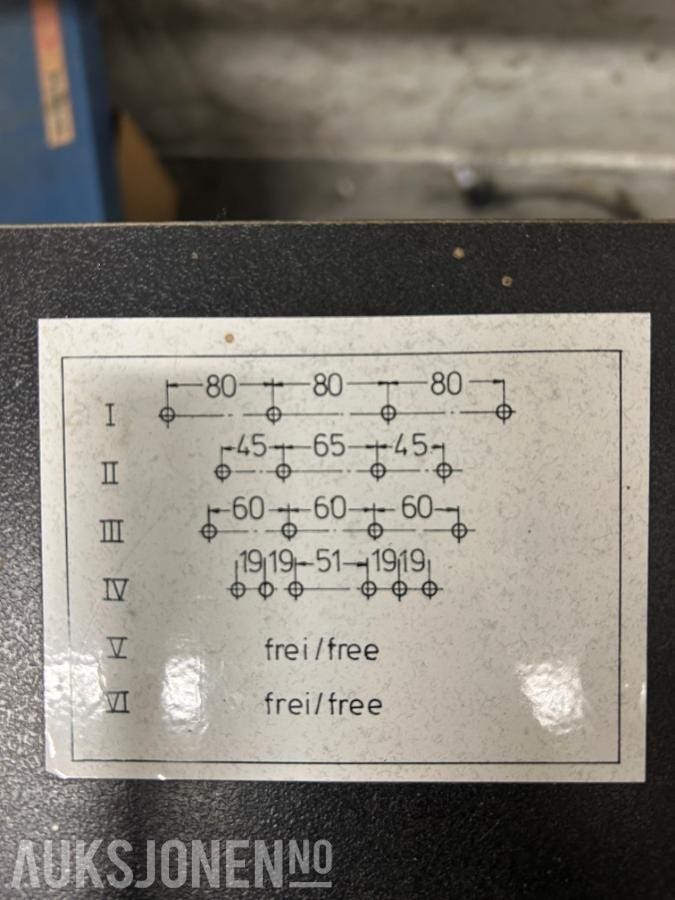 80 80 80
I
45 65 45
II
60 60 60
III
19 19 51 19 19
IV
V frei/free
VI frei/free
AUKSJONEN NO